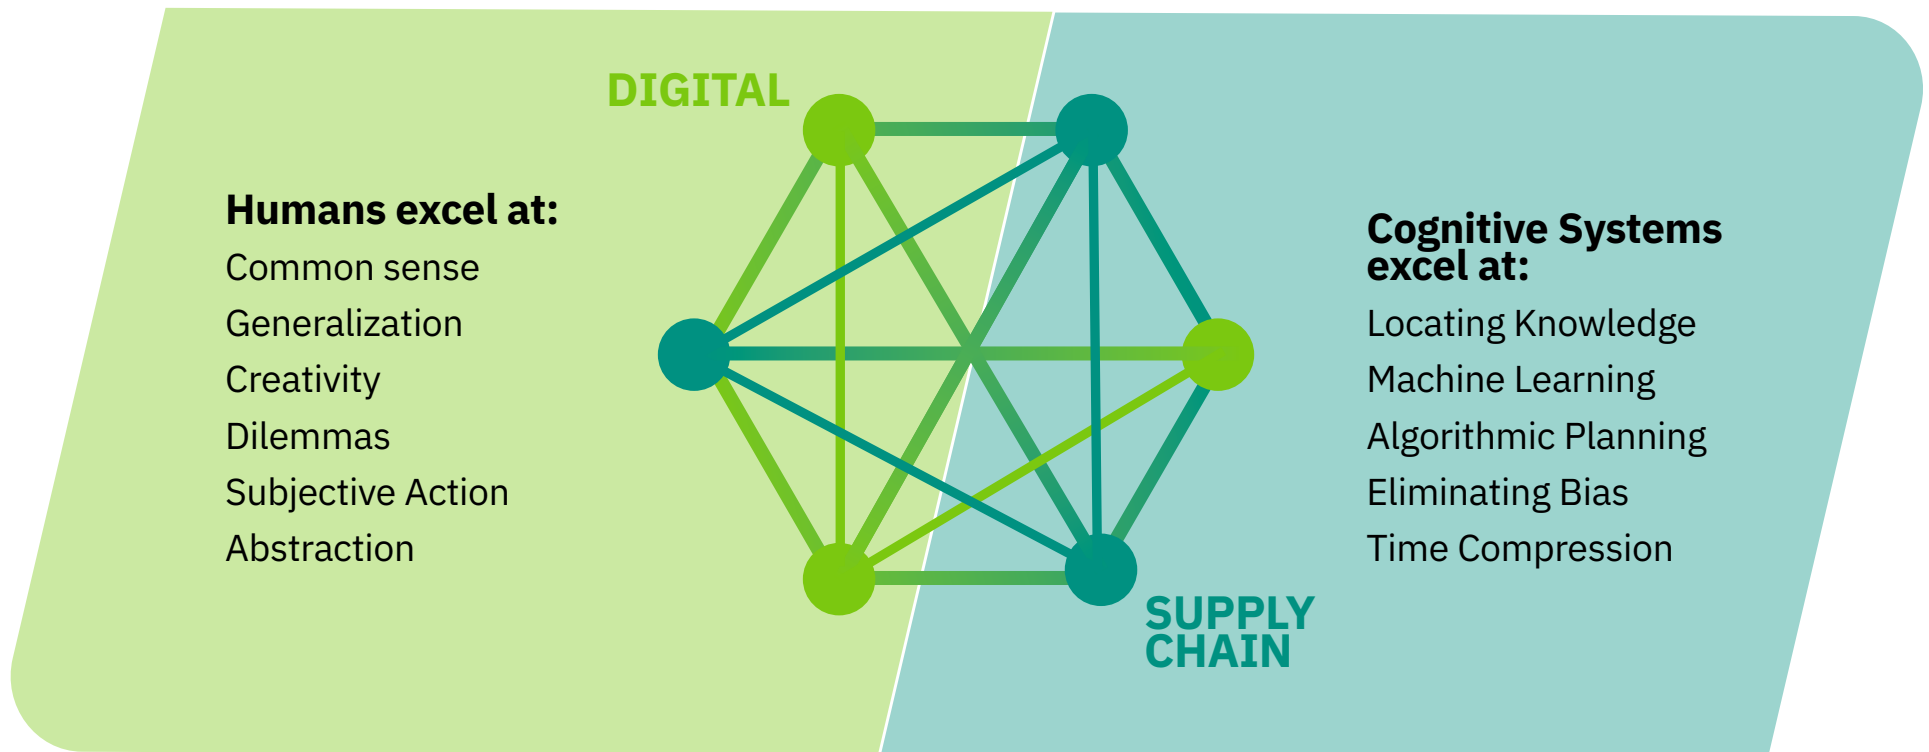 DIGITAL
Humans excel at:
Common sense
Generalization
Creativity
Dilemmas
Subjective Action
Abstraction
Cognitive Systems
excel at:
Locating Knowledge
Machine Learning
Algorithmic Planning
Eliminating Bias
Time Compression
SUPPLY
CHAIN